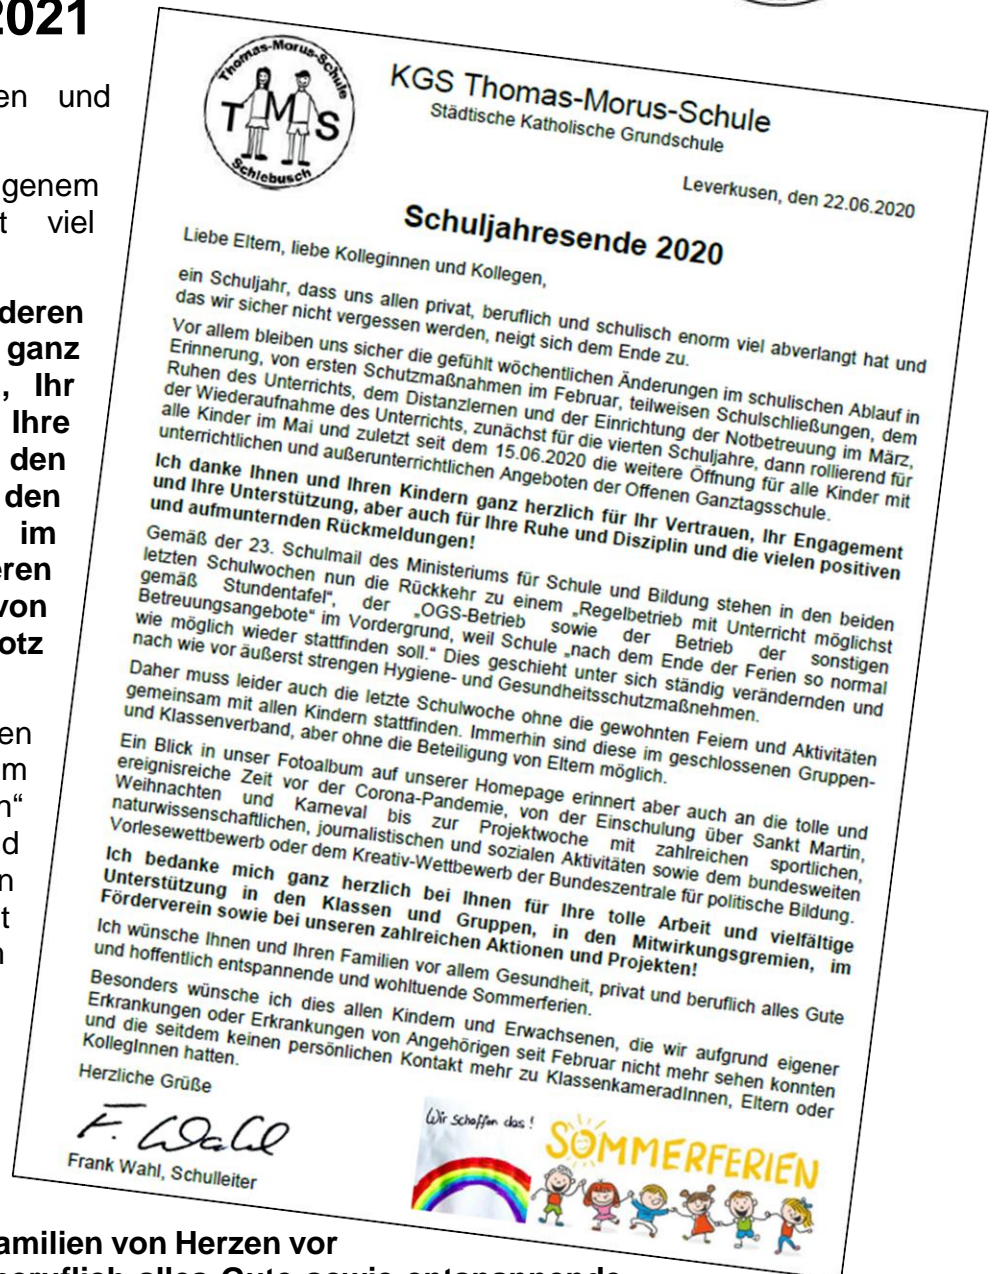 2021
en und
genem
t viel
deren
ganz
, Ihr
Ihre
den
den
im
eren
von
otz
en
m
n“
d
n
t
n
Thomas-Morus-Schule
TMS
Schlebusch
KGS Thomas-Morus-Schule
Städtische Katholische Grundschule
Leverkusen, den 22.06.2020
Schuljahresende 2020
Liebe Eltern, liebe Kolleginnen und Kollegen,
ein Schuljahr, dass uns allen privat, beruflich und schulisch enorm viel abverlangt hat und
das wir sicher nicht vergessen werden, neigt sich dem Ende zu.
Vor allem bleiben uns sicher die gefühlt wöchentlichen Änderungen im schulischen Ablauf in
Erinnerung, von ersten Schutzmaßnahmen im Februar, teilweisen Schulschließungen, dem
Ruhen des Unterrichts, dem Distanzlernen und der Einrichtung der Notbetreuung im März,
der Wiederaufnahme des Unterrichts, zunächst für die vierten Schuljahre, dann rollierend für
alle Kinder im Mai und zuletzt seit dem 15.06.2020 die weitere Öffnung für alle Kinder mit
unterrichtlichen und außerunterrichtlichen Angeboten der Offenen Ganztagsschule.
Ich danke Ihnen und Ihren Kindern ganz herzlich für Ihr Vertrauen, Ihr Engagement
und Ihre Unterstützung, aber auch für Ihre Ruhe und Disziplin und die vielen positiven
und aufmunternden Rückmeldungen!
Gemäß der 23. Schulmail des Ministeriums für Schule und Bildung stehen in den beiden
letzten Schulwochen nun die Rückkehr zu einem „Regelbetrieb mit Unterricht möglichst
gemäß Stundentafel“, der „OGS-Betrieb sowie der Betrieb der sonstigen
Betreuungsangebote“ im Vordergrund, weil Schule „nach dem Ende der Ferien so normal
wie möglich wieder stattfinden soll.“ Dies geschieht unter sich ständig verändernden und
nach wie vor äußerst strengen Hygiene- und Gesundheitsschutzmaßnehmen.
Daher muss leider auch die letzte Schulwoche ohne die gewohnten Feiern und Aktivitäten
gemeinsam mit allen Kindern stattfinden. Immerhin sind diese im geschlossenen Gruppen-
und Klassenverband, aber ohne die Beteiligung von Eltern möglich.
Ein Blick in unser Fotoalbum auf unserer Homepage erinnert aber auch an die tolle und
ereignisreiche Zeit vor der Corona-Pandemie, von der Einschulung über Sankt Martin,
Weihnachten und Karneval bis zur Projektwoche mit zahlreichen sportlichen,
naturwissenschaftlichen, journalistischen und sozialen Aktivitäten sowie dem bundesweiten
Vorlesewettbewerb oder dem Kreativ-Wettbewerb der Bundeszentrale für politische Bildung.
Ich bedanke mich ganz herzlich bei Ihnen für Ihre tolle Arbeit und vielfältige
Unterstützung in den Klassen und Gruppen, in den Mitwirkungsgremien, im
Förderverein sowie bei unseren zahlreichen Aktionen und Projekten!
Ich wünsche Ihnen und Ihren Familien vor allem Gesundheit, privat und beruflich alles Gute
und hoffentlich entspannende und wohltuende Sommerferien.
Besonders wünsche ich dies allen Kindern und Erwachsenen, die wir aufgrund eigener
Erkrankungen oder Erkrankungen von Angehörigen seit Februar nicht mehr sehen konnten
und die seitdem keinen persönlichen Kontakt mehr zu KlassenkameradInnen, Eltern oder
KollegInnen hatten.
Herzliche Grüße
F. Wahl
Frank Wahl, Schulleiter
Wir schaffen das!
SOMMERFERIEN
amilien von Herzen vor
beruflich alles Gute sowie entspannende